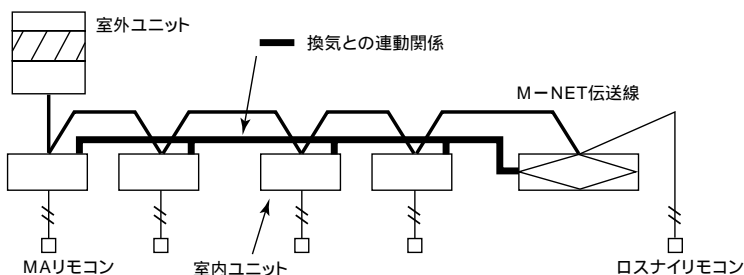 室外ユニット
換気との連動関係
M－NET伝送線
MAリモコン
室内ユニット
ロスナイリモコン